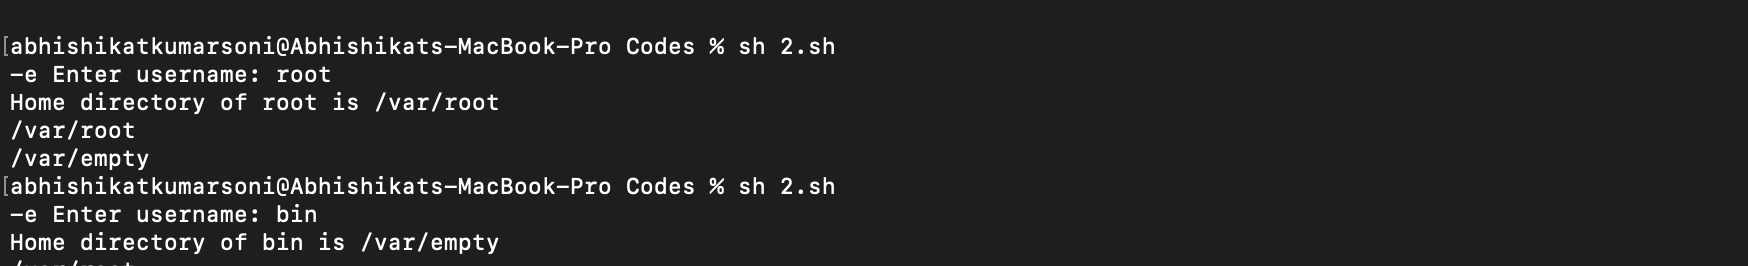 [abhishikatkumarsoni@Abhishikats-MacBook-Pro Codes % sh 2.sh
-e Enter username: root
Home directory of root is /var/root
/var/root
/var/empty
[abhishikatkumarsoni@Abhishikats-MacBook-Pro Codes % sh 2.sh
-e Enter username: bin
Home directory of bin is /var/empty